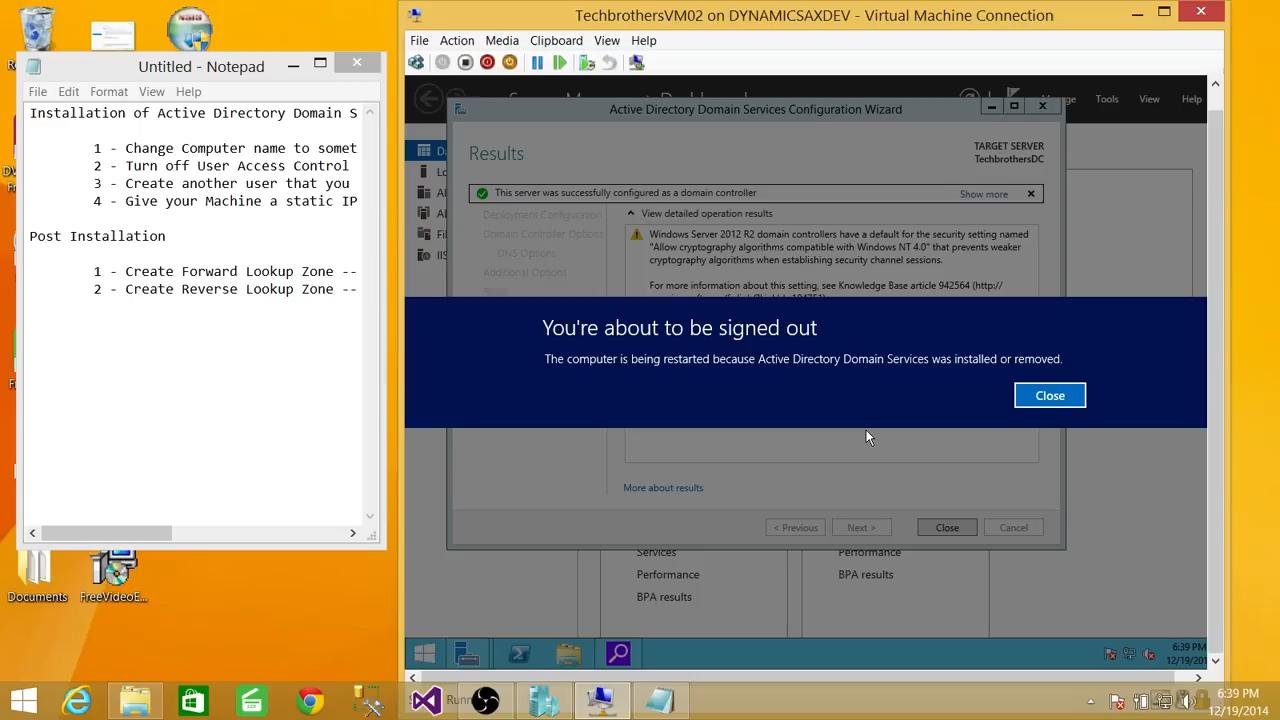 TechbrothersVM02 on DYNAMICSAXDEV - Virtual Machine Connection
File Action Media Clipboard View Help
Untitled - Notepad
File Edit Format View Help
Installation of Active Directory Domain S
1 - Change Computer name to somet
2 - Turn off User Access Control
3 - Create another user that you
4 - Give your Machine a static IP
Post Installation
1 - Create Forward Lookup Zone --
2 - Create Reverse Lookup Zone --
Documents
FreeVideoE...
Tools View Help
Active Directory Domain Services Configuration Wizard
Results
TARGET SERVER
TechbrothersDC
This server was successfully configured as a domain controller
Show more
Deployment Configuration
Domain Controller Options
DNS Options
Additional Options
View detailed operation results
Windows Server 2012 R2 domain controllers have a default for the security setting named
"Allow cryptography algorithms compatible with Windows NT 4.0" that prevents weaker
cryptography algorithms when establishing security channel sessions.
For more information about this setting, see Knowledge Base article 942564 (http://
You're about to be signed out
The computer is being restarted because Active Directory Domain Services was installed or removed.
Close
More about results
< Previous Next > Close Cancel
Services
Performance
BPA results
Performance
BPA results
6:39 PM
6:39 PM
12/19/2014